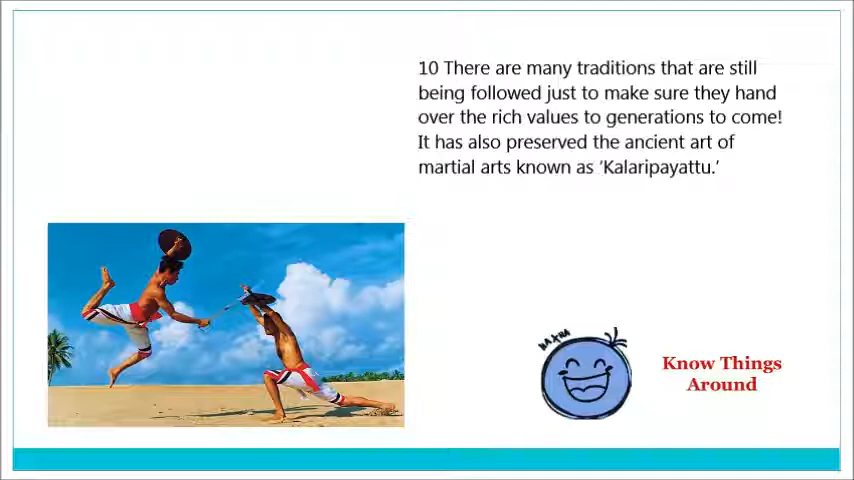 10 There are many traditions that are still
being followed just to make sure they hand
over the rich values to generations to come!
It has also preserved the ancient art of
martial arts known as ‘Kalaripayattu.’
HA HA
Know Things
Around